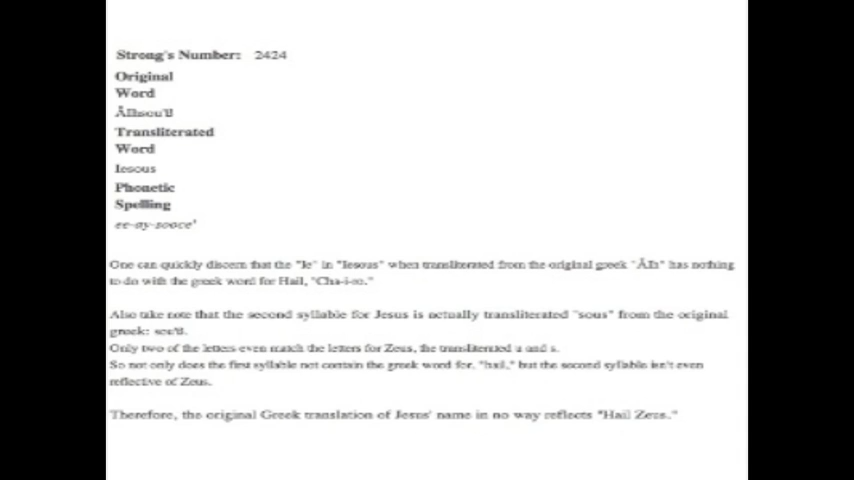 Strong's Number: 2424
Original
Word
Transliterated
Word
Iesous
Phonetic
Spelling
ee-ay-sooce'
One can quickly discern that the "Ie" in "Iesous" when transliterated from the original greek has nothing
to do with the greek word for Hail, "Cha-i-ro."
Also take note that the second syllable for Jesus is actually transliterated "sous" from the original
greek:
Only two of the letters even match the letters for Zeus, the transliterated u and s.
So not only does the first syllable not contain the greek word for, "hail," but the second syllable isn't even
reflective of Zeus.
Therefore, the original Greek translation of Jesus' name in no way reflects "Hail Zeus."